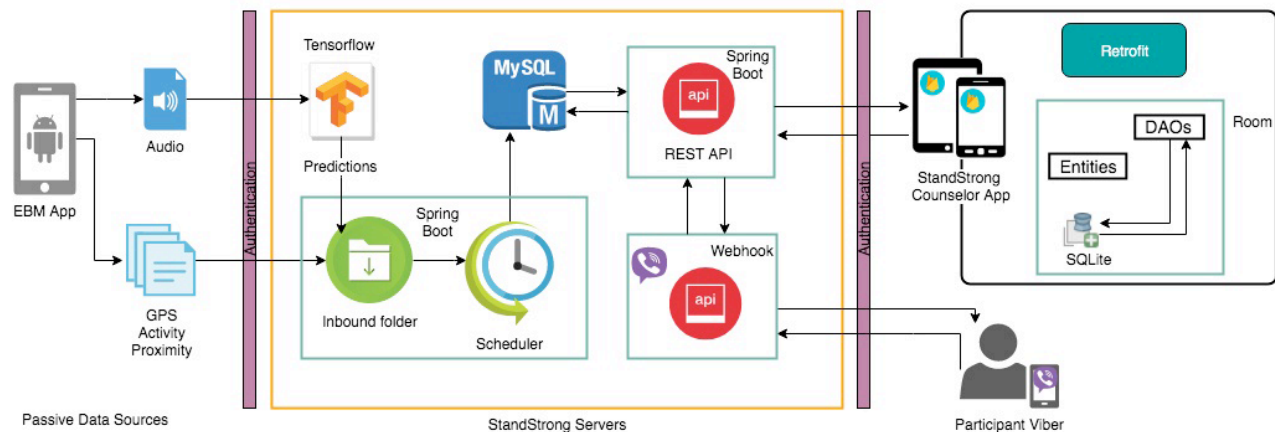 EBM App
Audio
GPS
Activity
Proximity
Passive Data Sources
Authentication
Tensorflow
Predictions
Spring
Boot
Inbound folder
Scheduler
MySQL
M
Spring
Boot
api
REST API
Webhook
api
StandStrong Servers
Authentication
StandStrong
Counselor App
Retrofit
Room
DAOs
Entities
SQLite
Participant Viber